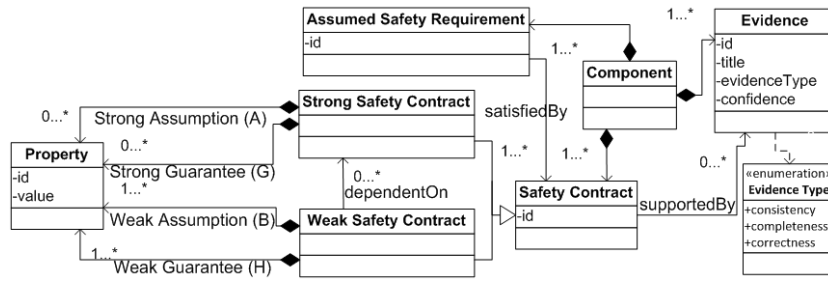 Assumed Safety Requirement
-id
1...*
Evidence
-id
-title
-evidenceType
-confidence
1...*
Component
0...*
Strong Assumption (A)
Strong Safety Contract
satisfiedBy
0...*
Strong Guarantee (G)
Property
-id
-value
1...*
1...*
0...*
0...*
dependentOn
1...*
Weak Assumption (B)
Safety Contract
-id
supportedBy
«enumeration»
Evidence Type
+consistency
+completeness
+correctness
Weak Safety Contract
1...*
Weak Guarantee (H)